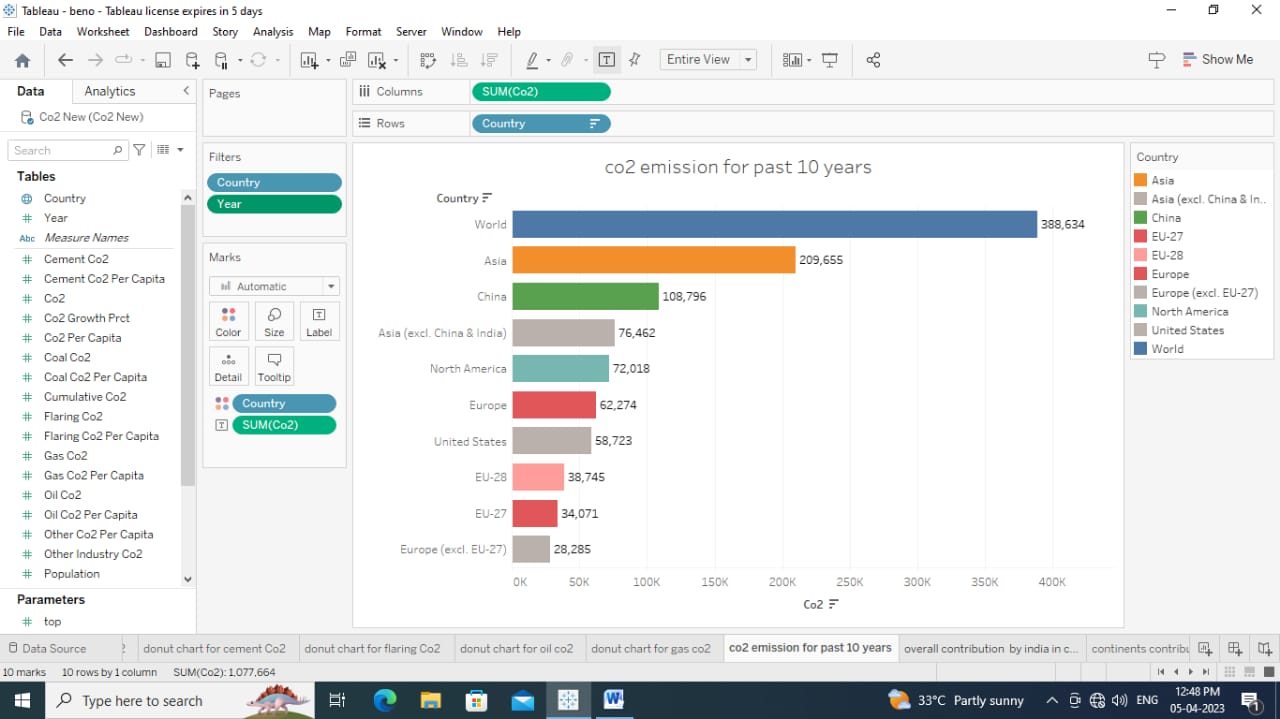 Tableau - beno - Tableau license expires in 5 days
File Data Worksheet Dashboard Story Analysis Map Format Server Window Help
Entire View
Show Me
Data Analytics
Co2 New (Co2 New)
Search
Tables
Country
Year
Abc Measure Names
Cement Co2
Cement Co2 Per Capita
Co2
Co2 Growth Prct
Co2 Per Capita
Coal Co2
Coal Co2 Per Capita
Cumulative Co2
Flaring Co2
Flaring Co2 Per Capita
Gas Co2
Gas Co2 Per Capita
Oil Co2
Oil Co2 Per Capita
Other Co2 Per Capita
Other Industry Co2
Population
Parameters
top
Pages
Filters
Country
Year
Marks
Automatic
Color Size Label
Detail Tooltip
Country
SUM(Co2)
Columns SUM(Co2)
Rows Country
co2 emission for past 10 years
Country
World 388,634
Asia 209,655
China 108,796
Asia (excl. China & India) 76,462
North America 72,018
Europe 62,274
United States 58,723
EU-28 38,745
EU-27 34,071
Europe (excl. EU-27) 28,285
0K 50K 100K 150K 200K 250K 300K 350K 400K
Co2
Country
Asia
Asia (excl. China & In..
China
EU-27
EU-28
Europe
Europe (excl. EU-27)
North America
United States
World
Data Source donut chart for cement Co2 donut chart for flaring Co2 donut chart for oil co2 donut chart for gas co2 co2 emission for past 10 years overall contribution by india in c... continents contribu
10 marks 10 rows by 1 column SUM(Co2): 1,077,664
Type here to search
33°C Partly sunny
ENG
12:48 PM
05-04-2023
1